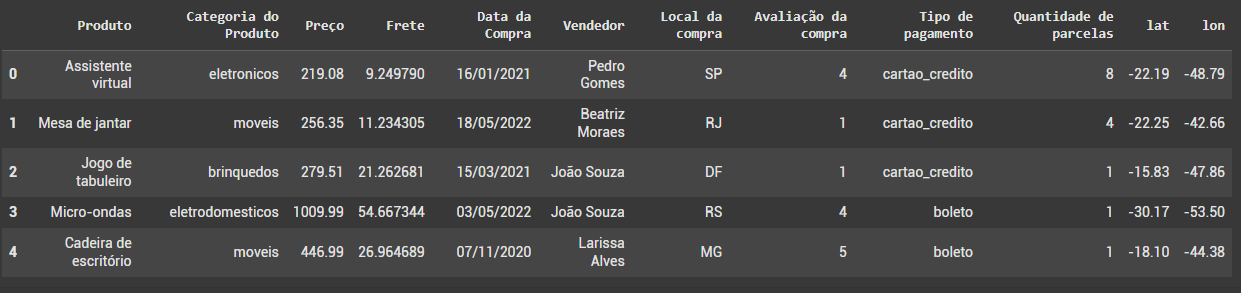 Produto Categoria do Produto Preço Frete Data da Compra Vendedor Local da compra Avaliação da compra Tipo de pagamento Quantidade de parcelas lat lon
0 Assistente virtual eletronicos 219.08 9.249790 16/01/2021 Pedro Gomes SP 4 cartao_credito 8 -22.19 -48.79
1 Mesa de jantar moveis 256.35 11.234305 18/05/2022 Beatriz Moraes RJ 1 cartao_credito 4 -22.25 -42.66
2 Jogo de tabuleiro brinquedos 279.51 21.262681 15/03/2021 João Souza DF 1 cartao_credito 1 -15.83 -47.86
3 Micro-ondas eletrodomesticos 1009.99 54.667344 03/05/2022 João Souza RS 4 boleto 1 -30.17 -53.50
4 Cadeira de escritório moveis 446.99 26.964689 07/11/2020 Larissa Alves MG 5 boleto 1 -18.10 -44.38